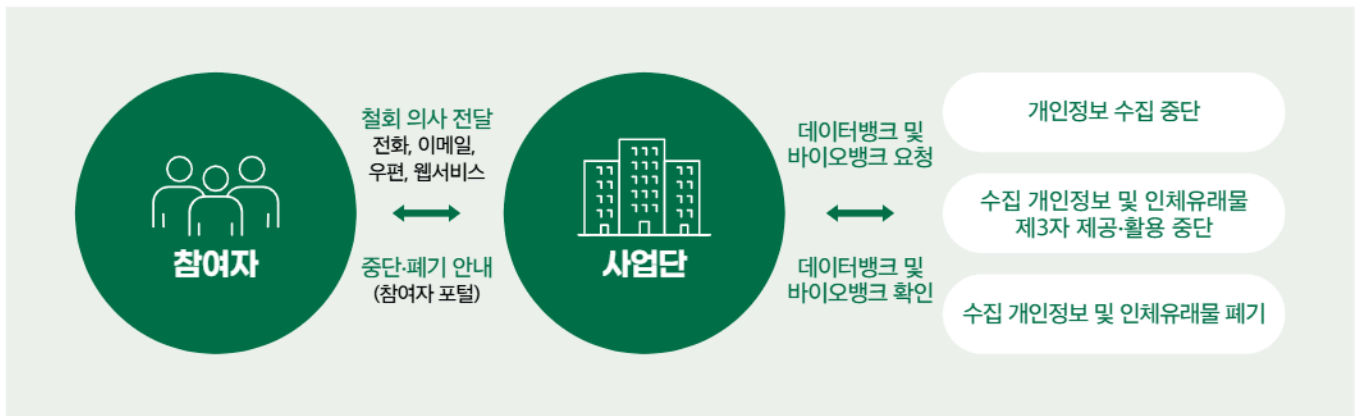 참여자
철회 의사 전달
전화, 이메일,
우편, 웹서비스
중단·폐기 안내
(참여자 포털)
사업단
데이터뱅크 및
바이오뱅크 요청
데이터뱅크 및
바이오뱅크 확인
개인정보 수집 중단
수집 개인정보 및 인체유래물
제3자 제공·활용 중단
수집 개인정보 및 인체유래물 폐기